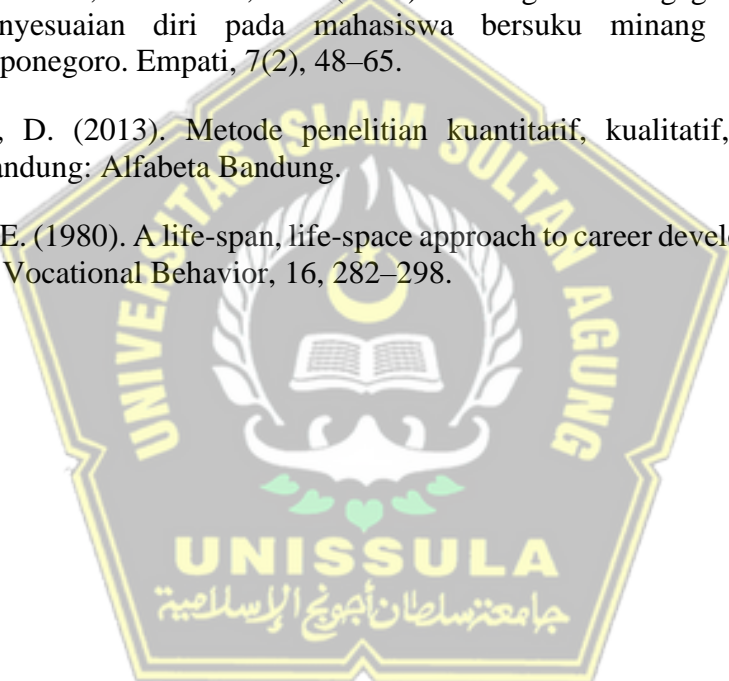 nyesuaian diri pada mahasiswa bersuku minang
ponegoro. Empati, 7(2), 48–65.
, D. (2013). Metode penelitian kuantitatif, kualitatif,
andung: Alfabeta Bandung.
E. (1980). A life-span, life-space approach to career develo
Vocational Behavior, 16, 282–298.
UNIVERSITAS ISLAM SULTAN AGUNG
UNISSULA
جامعة سلطان أجونج الإسلامية